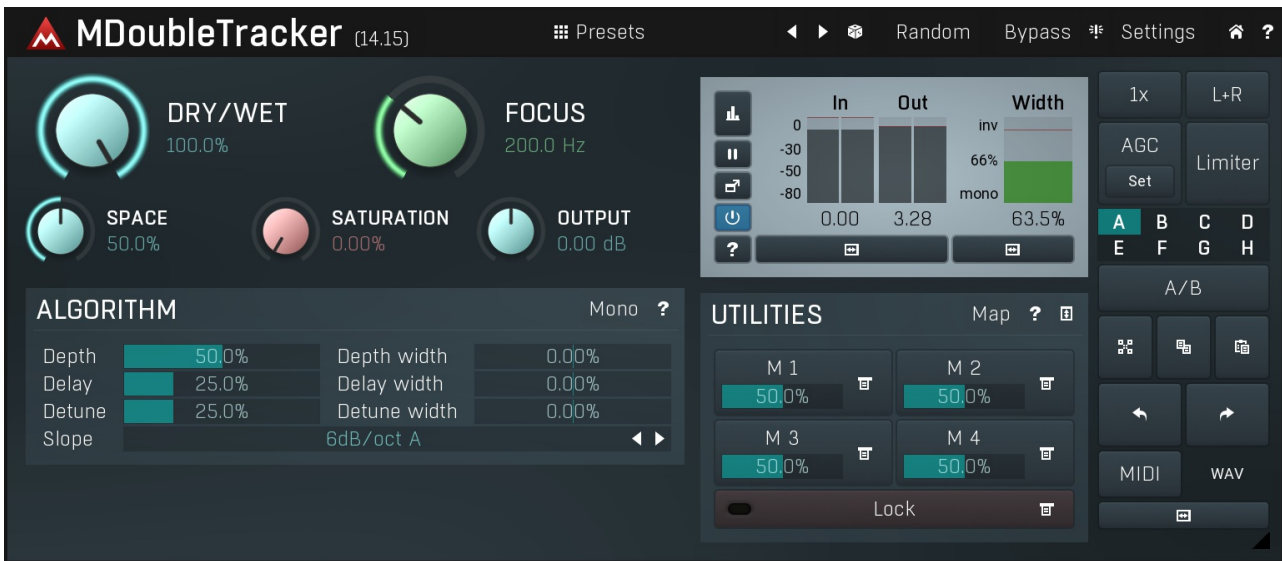 MDoubleTracker (14.15) Presets Random Bypass Settings ?
DRY/WET
100.0%
FOCUS
200.0 Hz
SPACE
50.0%
SATURATION
0.00%
OUTPUT
0.00 dB
In Out Width
0
-30
-50
-80
inv
66%
mono
0.00 3.28 63.5%
?
1x L+R
AGC
Set
Limiter
A B C D
E F G H
A/B
MIDI WAV
ALGORITHM Mono ?
Depth 50.0% Depth width 0.00%
Delay 25.0% Delay width 0.00%
Detune 25.0% Detune width 0.00%
Slope 6dB/oct A
UTILITIES Map ?
M 1
50.0%
M 2
50.0%
M 3
50.0%
M 4
50.0%
Lock